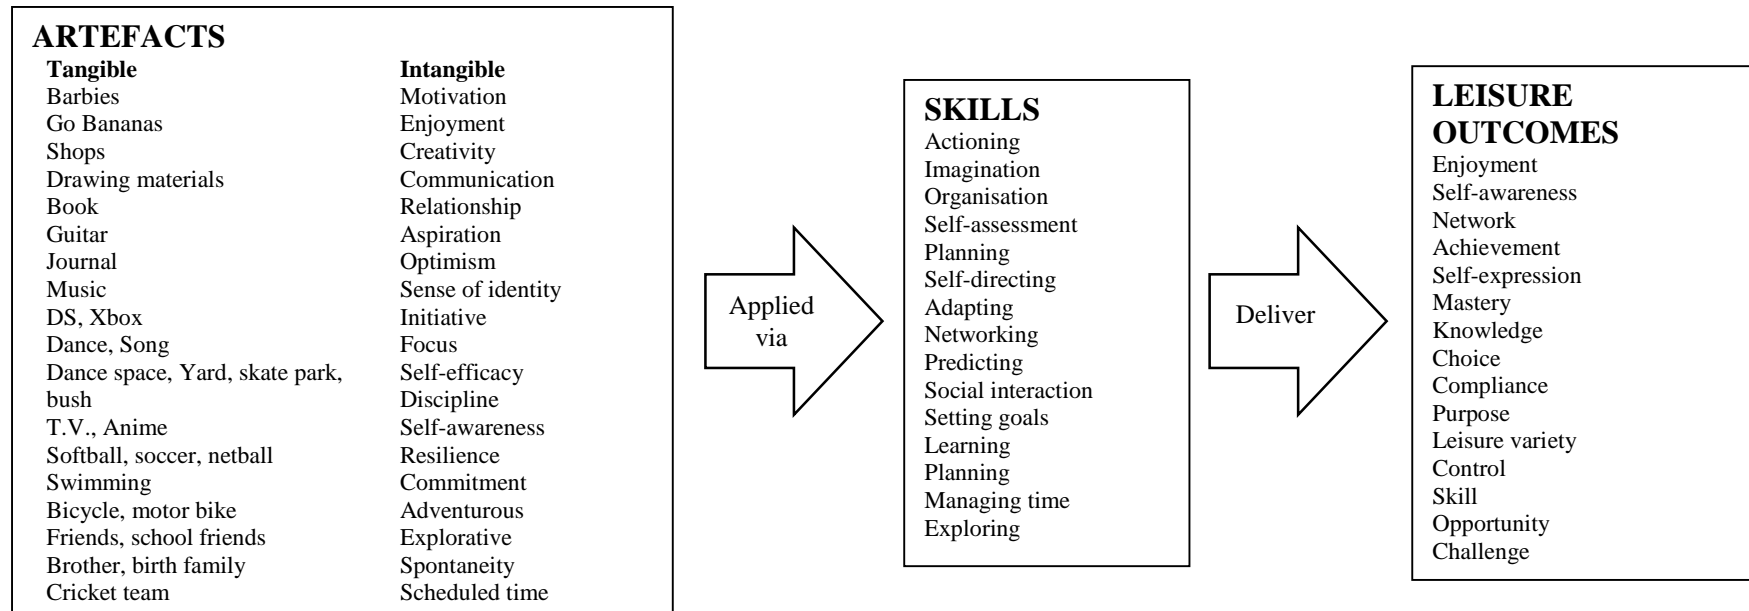 ARTEFACTS
Tangible
Barbies
Go Bananas
Shops
Drawing materials
Book
Guitar
Journal
Music
DS, Xbox
Dance, Song
Dance space, Yard, skate park,
bush
T.V., Anime
Softball, soccer, netball
Swimming
Bicycle, motor bike
Friends, school friends
Brother, birth family
Cricket team
Intangible
Motivation
Enjoyment
Creativity
Communication
Relationship
Aspiration
Optimism
Sense of identity
Initiative
Focus
Self-efficacy
Discipline
Self-awareness
Resilience
Commitment
Adventurous
Explorative
Spontaneity
Scheduled time
Applied
via
SKILLS
Actioning
Imagination
Organisation
Self-assessment
Planning
Self-directing
Adapting
Networking
Predicting
Social interaction
Setting goals
Learning
Planning
Managing time
Exploring
Deliver
LEISURE
OUTCOMES
Enjoyment
Self-awareness
Network
Achievement
Self-expression
Mastery
Knowledge
Choice
Compliance
Purpose
Leisure variety
Control
Skill
Opportunity
Challenge